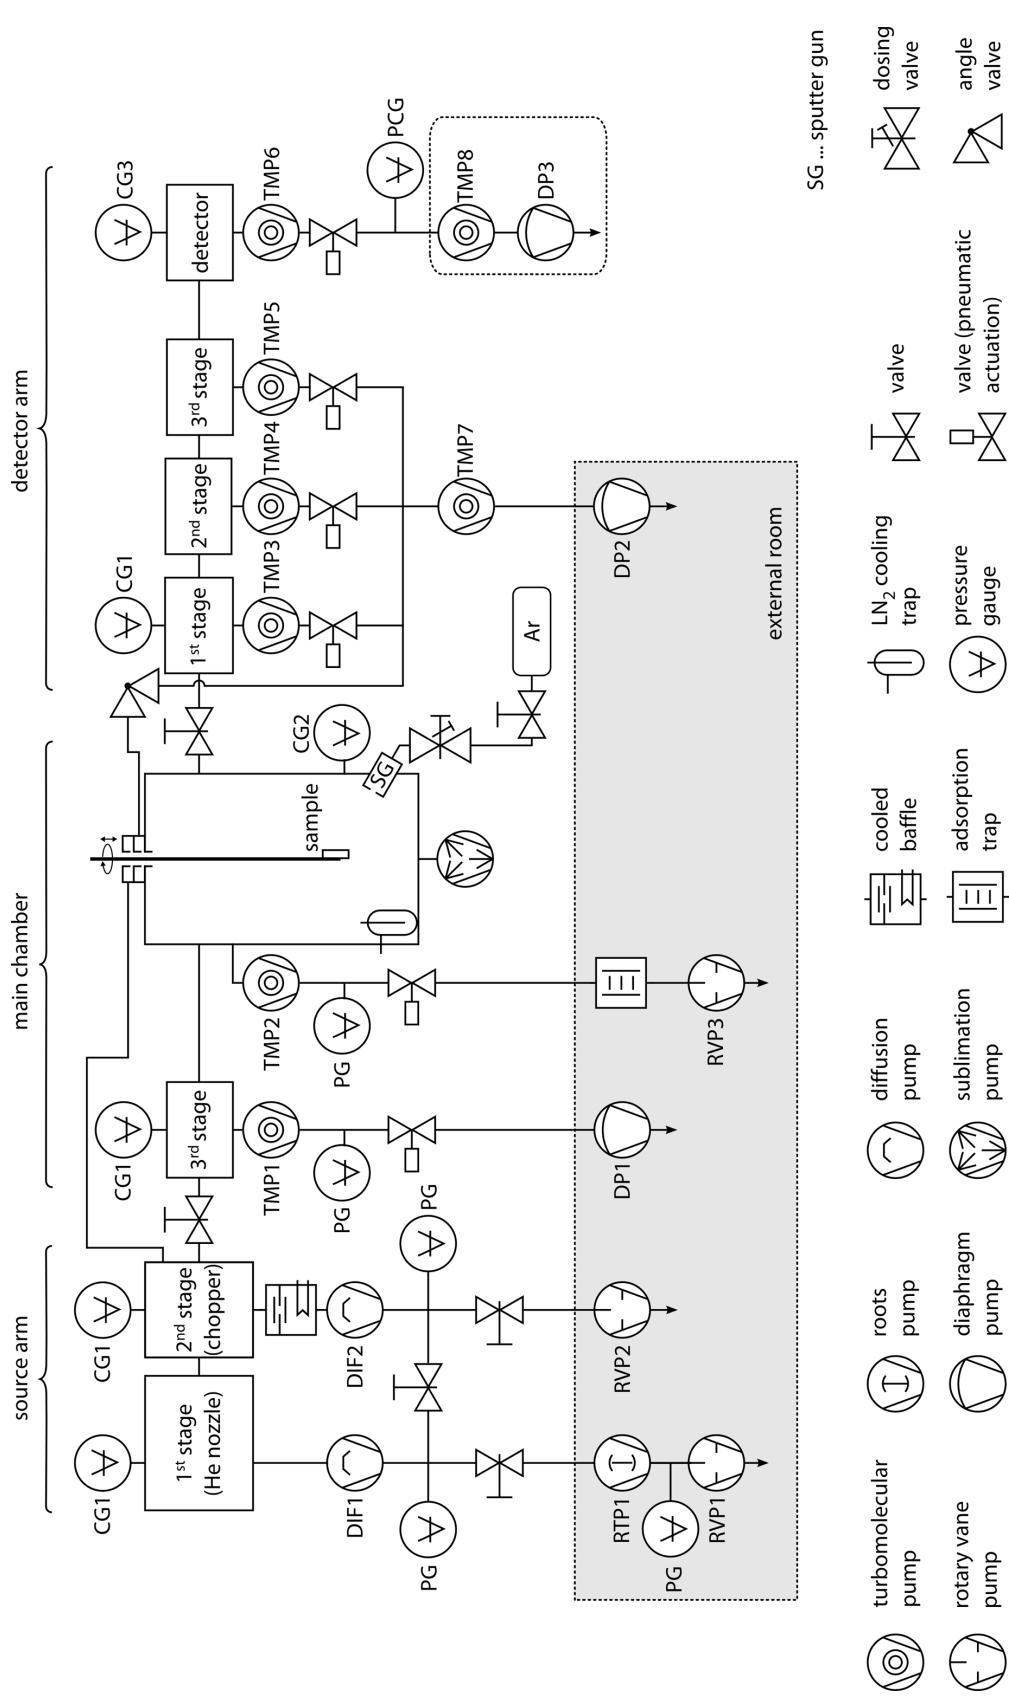 source arm
main chamber
detector arm
CG1
CG1
CG1
CG1
CG3
1st stage
(He nozzle)
2nd stage
(chopper)
3rd stage
sample
1st stage
2nd stage
3rd stage
detector
DIF1
DIF2
TMP1
TMP2
CG2
SG
TMP3
TMP4
TMP5
TMP6
PG
PG
PG
PG
PCG
Ar
TMP7
TMP8
DP3
RTP1
PG
RVP1
RVP2
DP1
RVP3
DP2
external room
SG ... sputter gun
turbomolecular
pump
roots
pump
diffusion
pump
cooled
baffle
LN2 cooling
trap
valve
dosing
valve
rotary vane
pump
diaphragm
pump
sublimation
pump
adsorption
trap
pressure
gauge
valve (pneumatic
actuation)
angle
valve